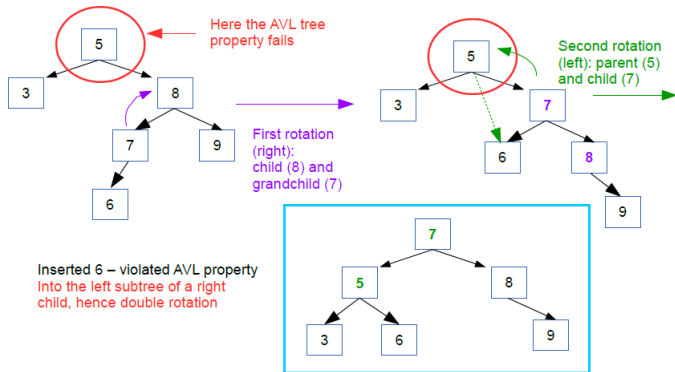 Here the AVL tree
property fails
5
3
8
7
9
6
First rotation
(right):
child (8) and
grandchild (7)
5
3
7
6
8
9
Second rotation
(left): parent (5)
and child (7)
Inserted 6 – violated AVL property
Into the left subtree of a right
child, hence double rotation
7
5
8
3
6
9